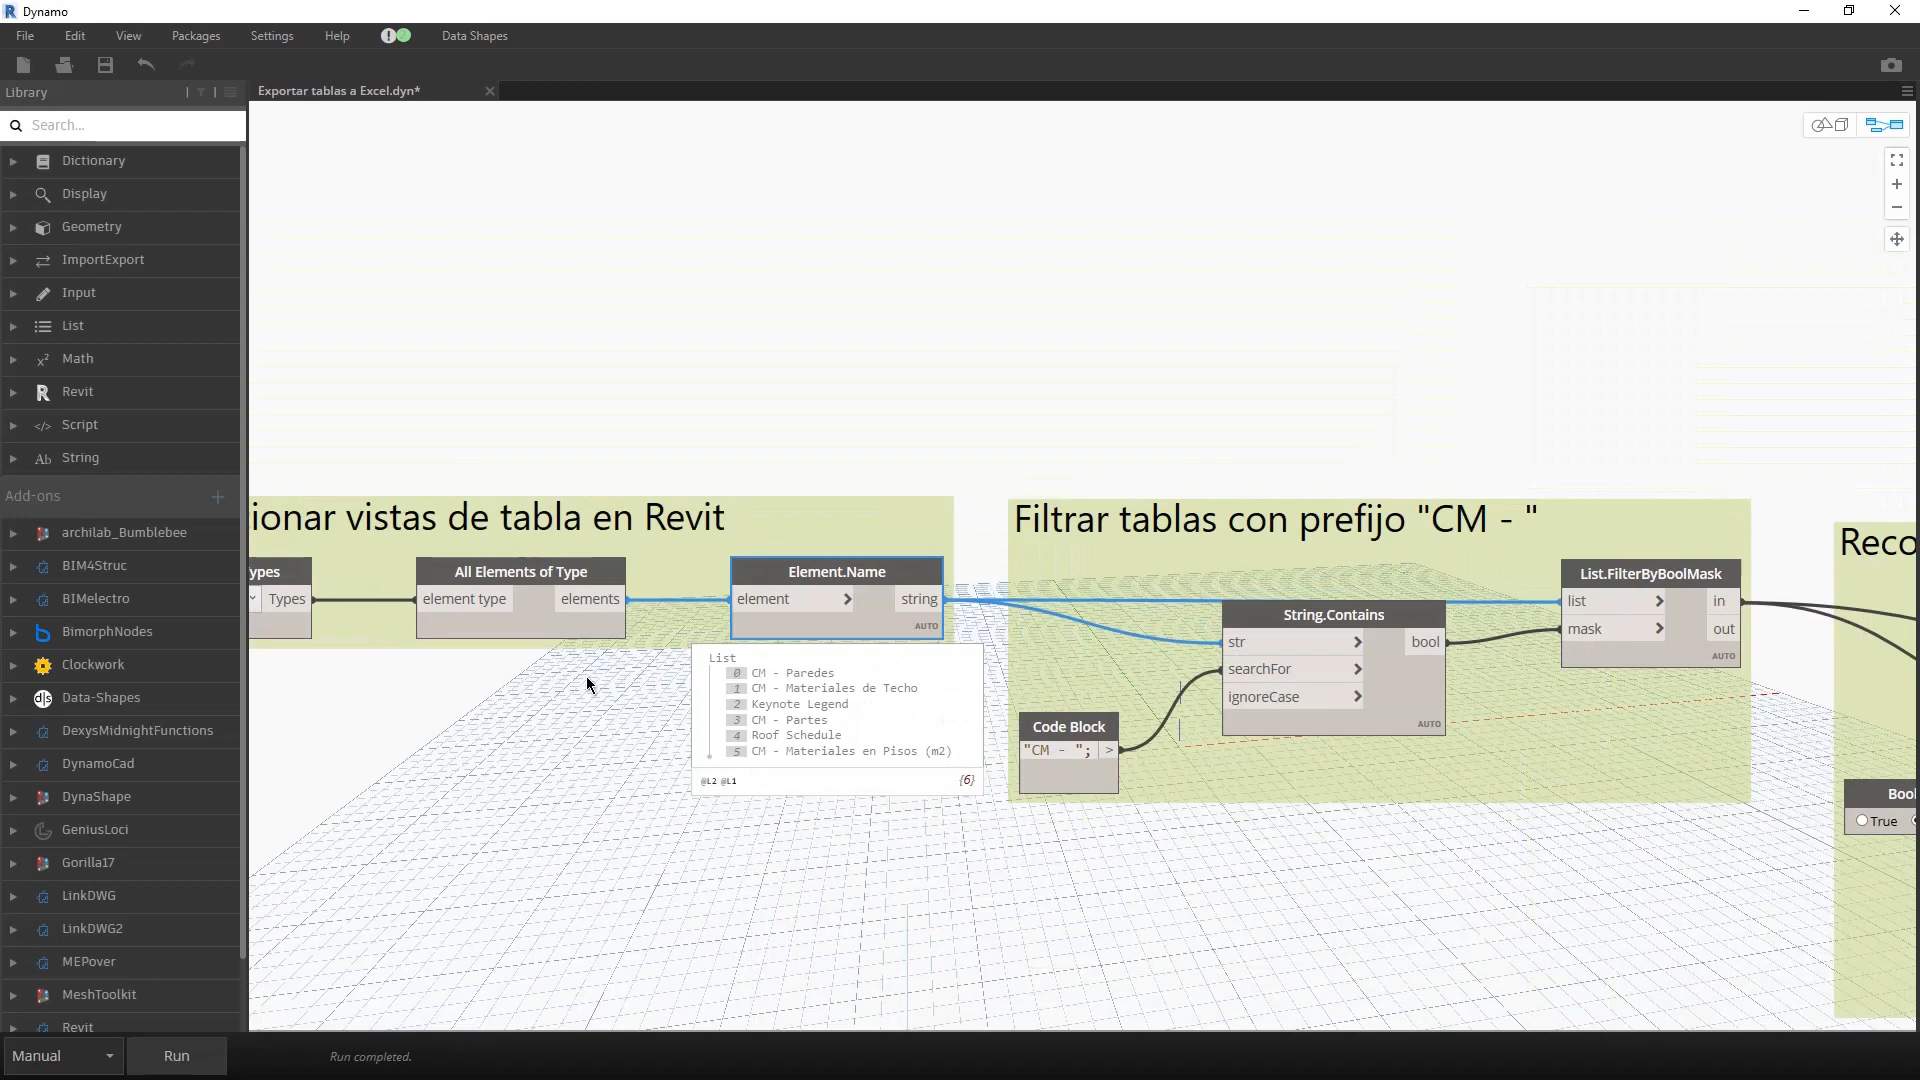 Dynamo
File Edit View Packages Settings Help Data Shapes
Library
Exportar tablas a Excel.dyn*
Search...
Dictionary
Display
Geometry
ImportExport
Input
List
Math
Revit
Script
String
Add-ons
archilab_Bumblebee
BIM4Struc
BIMelectro
BimorphNodes
Clockwork
Data-Shapes
DexysMidnightFunctions
DynamoCad
DynaShape
GeniusLoci
Gorilla17
LinkDWG
LinkDWG2
MEPover
MeshToolkit
Revit
ionar vistas de tabla en Revit
ypes
Types
All Elements of Type
element type elements
Element.Name
element > string
AUTO
List
0 CM - Paredes
1 CM - Materiales de Techo
2 Keynote Legend
3 CM - Partes
4 Roof Schedule
5 CM - Materiales en Pisos (m2)
@L2 @L1 {6}
Filtrar tablas con prefijo "CM - "
Code Block
"CM - "; >
String.Contains
str > bool
searchFor >
ignoreCase >
AUTO
List.FilterByBoolMask
list > in
mask > out
AUTO
Reco
Bool
True
Manual Run Run completed.